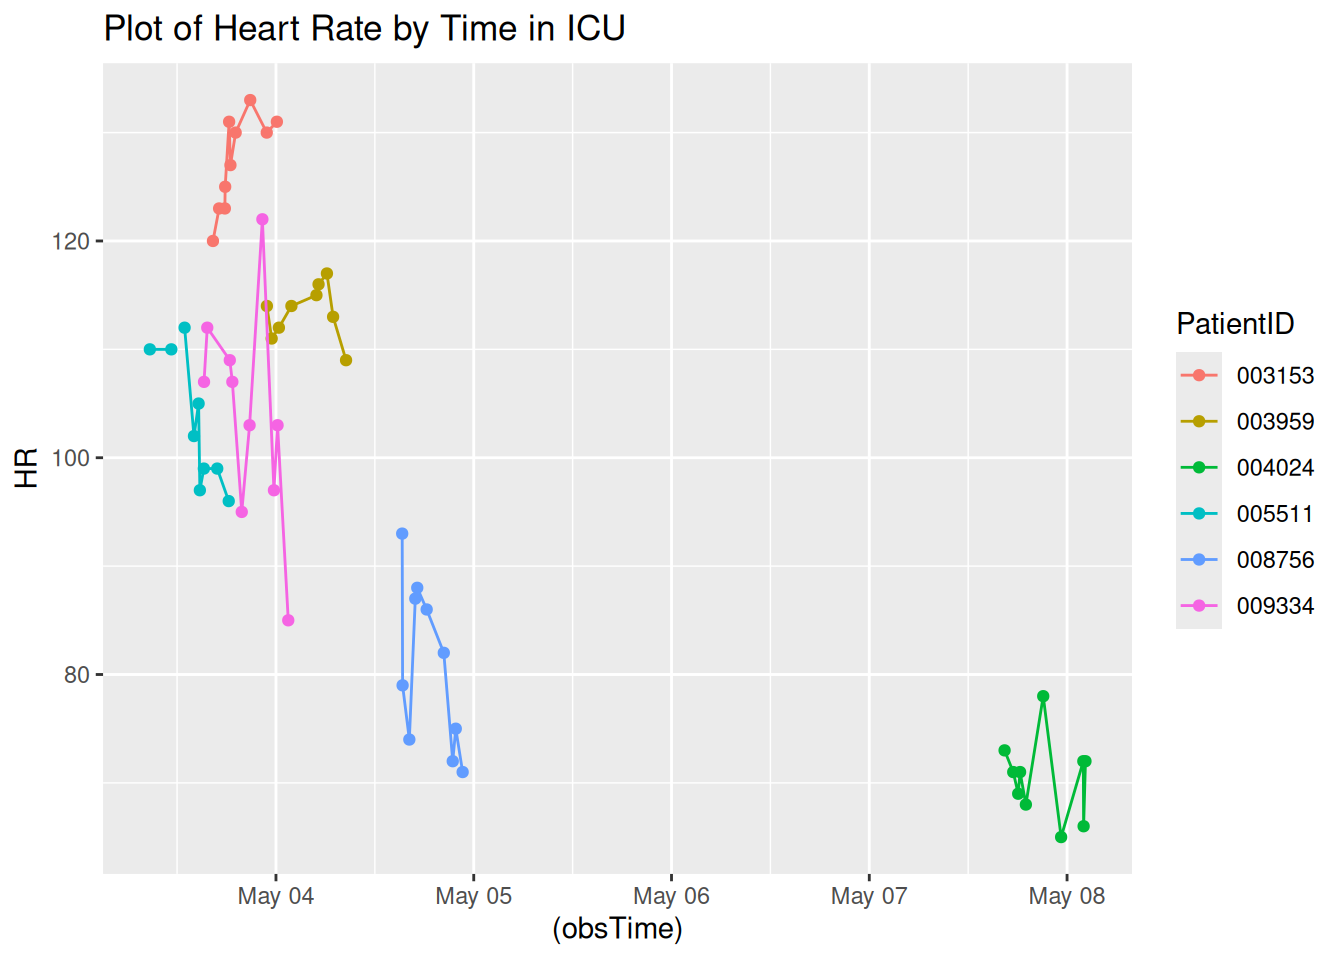 Plot of Heart Rate by Time in ICU
120
100
80
HR
May 04
May 05
May 06
May 07
May 08
(obsTime)
PatientID
003153
003959
004024
005511
008756
009334